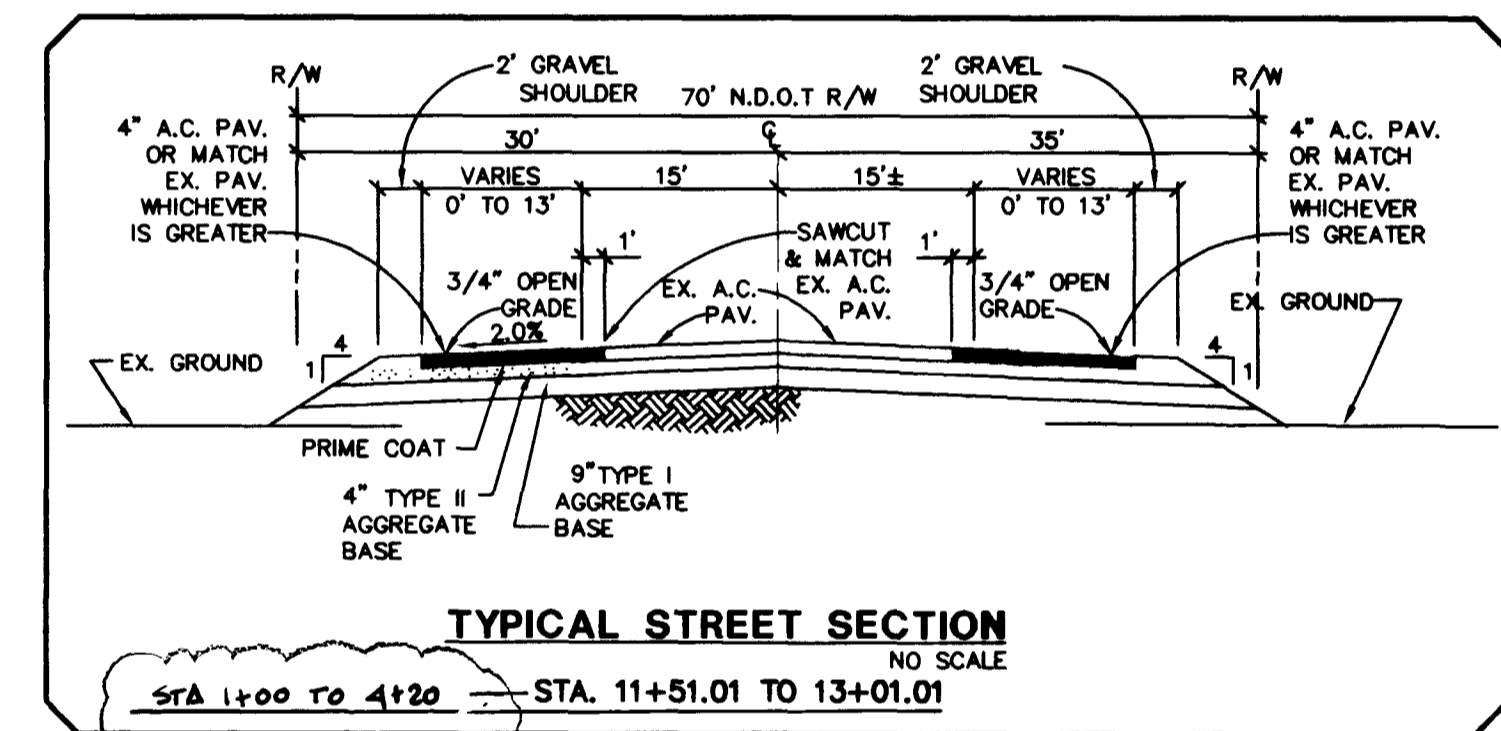 R/W
2' GRAVEL
SHOULDER
70' N.D.O.T R/W
2' GRAVEL
SHOULDER
R/W
4" A.C. PAV.
OR MATCH
EX. PAV.
WHICHEVER
IS GREATER
30'
℄
35'
4" A.C. PAV.
OR MATCH
EX. PAV.
WHICHEVER
IS GREATER
VARIES
0' TO 13'
15'
15'±
VARIES
0' TO 13'
1'
SAWCUT
& MATCH
EX. A.C.
PAV.
1'
3/4" OPEN
GRADE
2.0%
EX. A.C.
PAV.
3/4" OPEN
GRADE
EX. GROUND
EX. GROUND
4
1
4
1
PRIME COAT
4" TYPE II
AGGREGATE
BASE
9" TYPE I
AGGREGATE
BASE
TYPICAL STREET SECTION
NO SCALE
STA 1+00 TO 4+20
STA. 11+51.01 TO 13+01.01